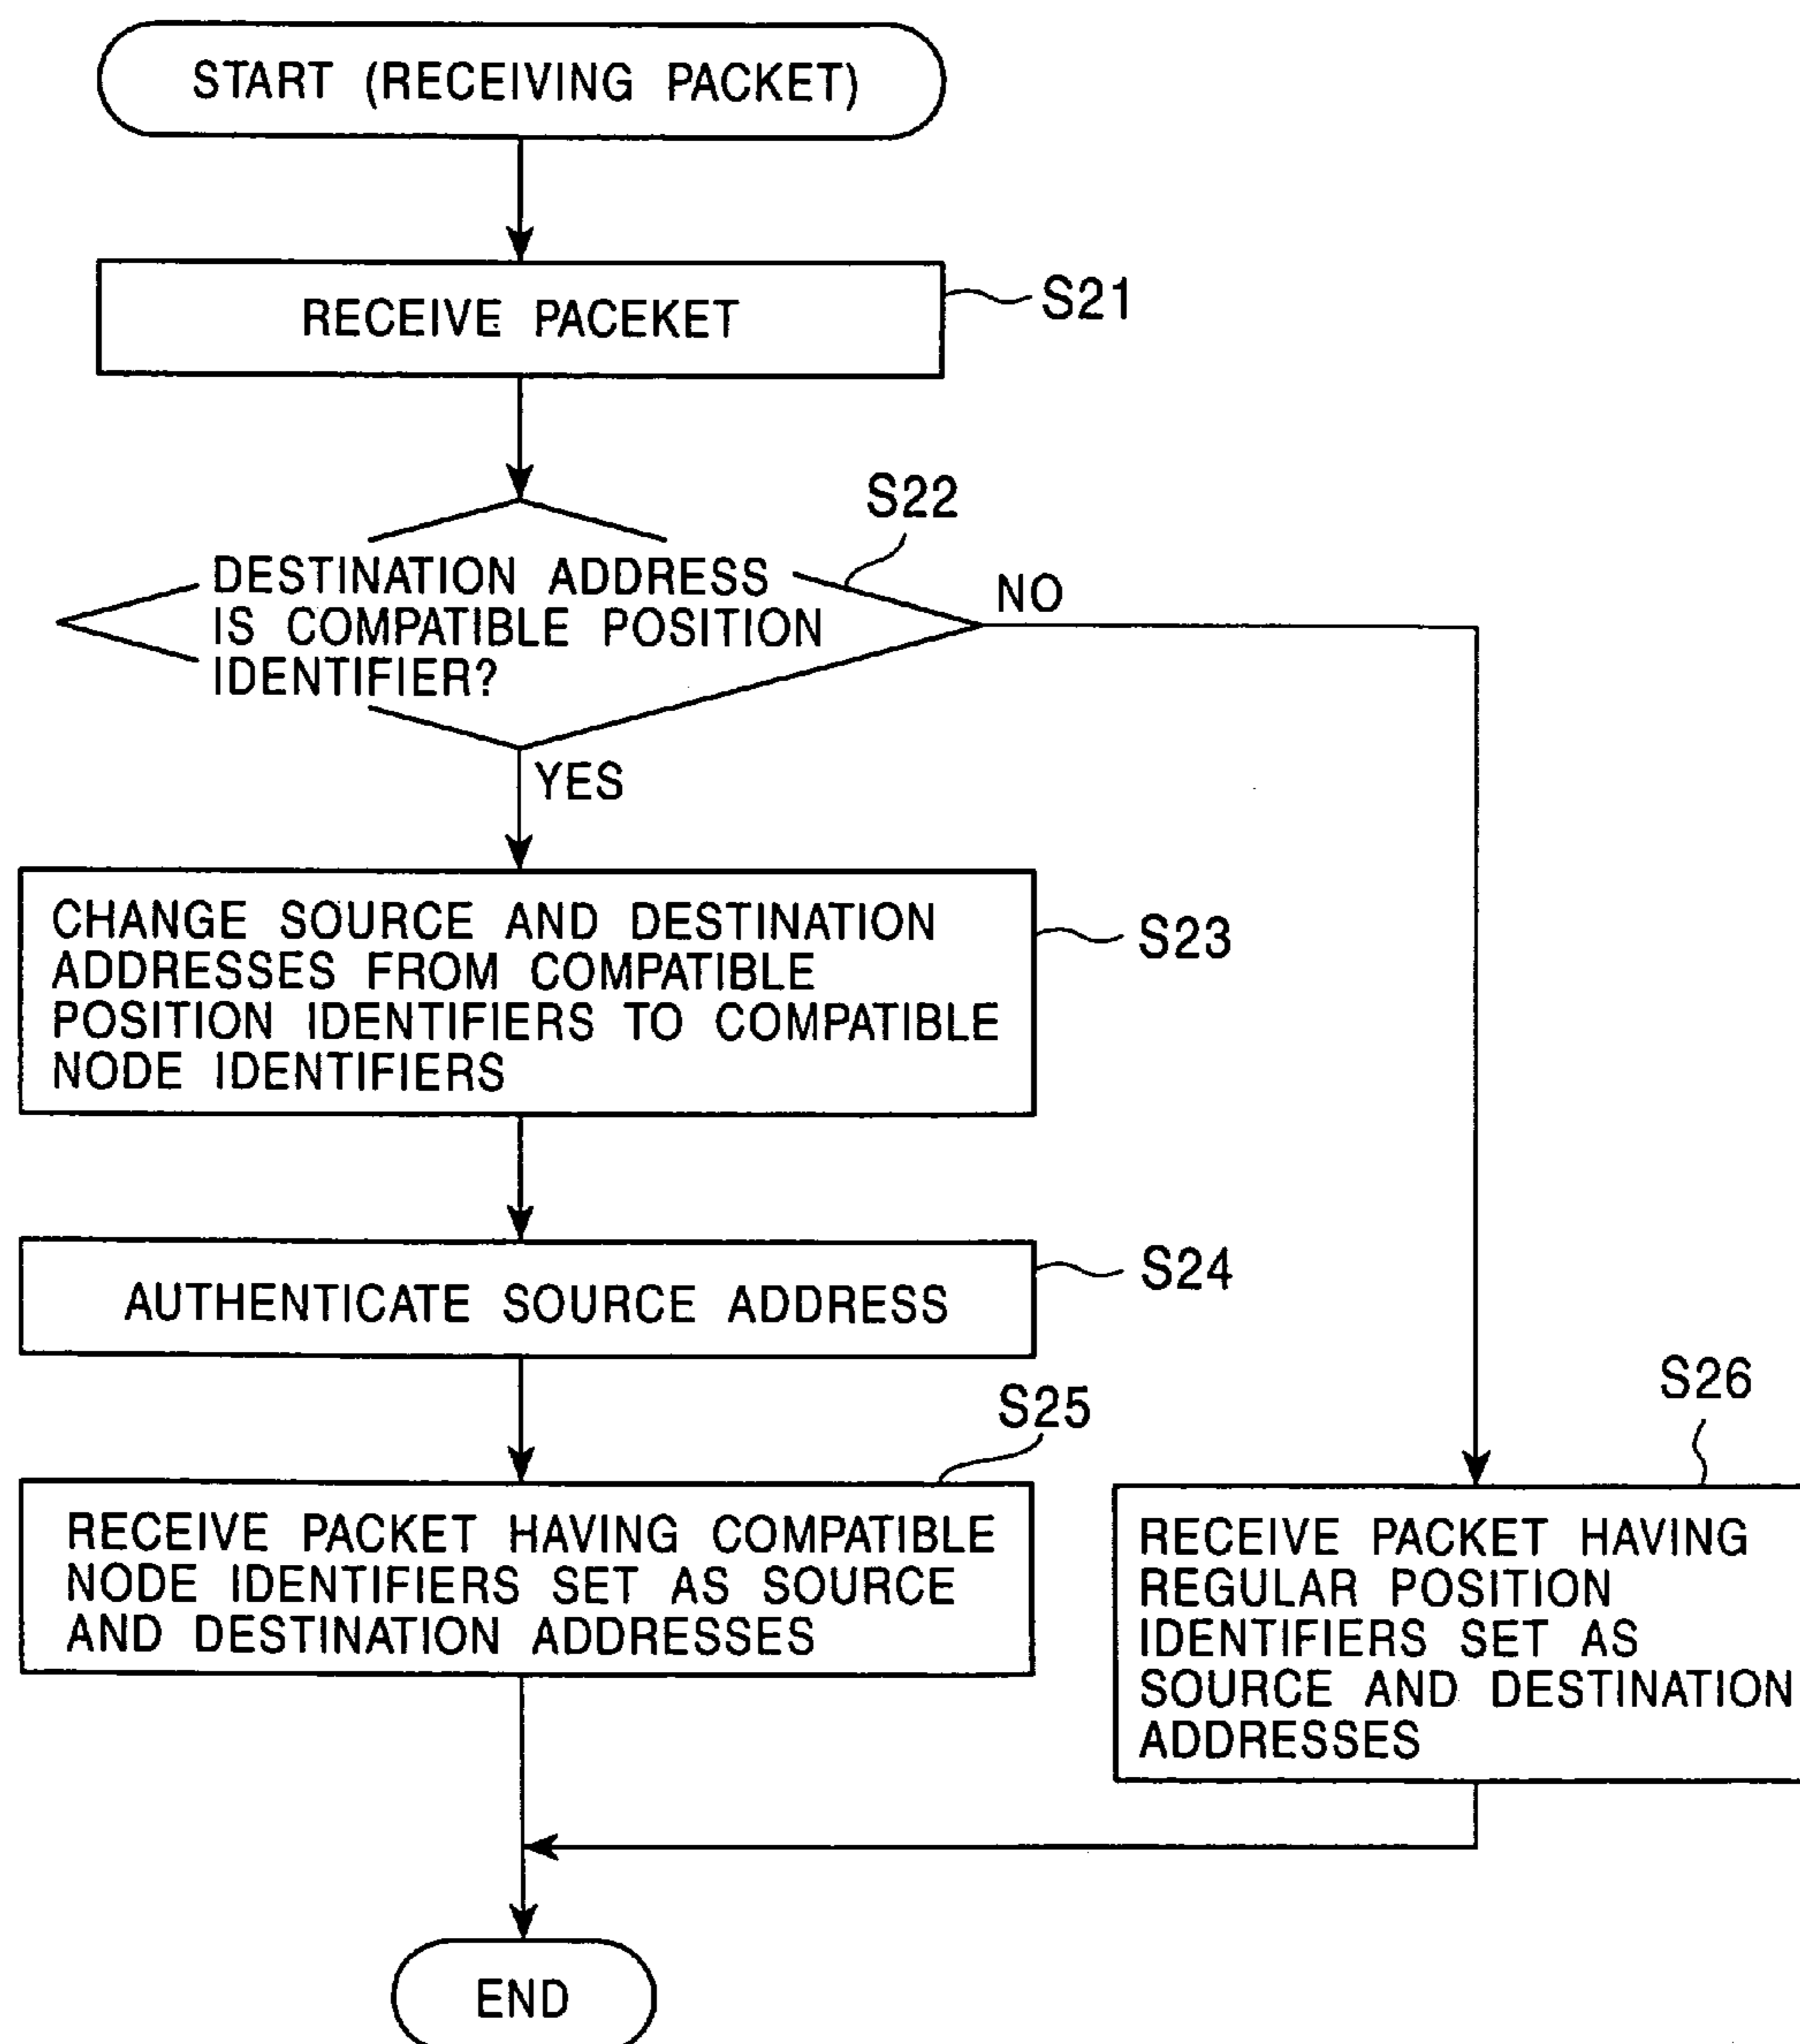 START (RECEIVING PACKET)
RECEIVE PACEKET
S21
S22
DESTINATION ADDRESS
IS COMPATIBLE POSITION
IDENTIFIER?
NO
YES
CHANGE SOURCE AND DESTINATION
ADDRESSES FROM COMPATIBLE
POSITION IDENTIFIERS TO COMPATIBLE
NODE IDENTIFIERS
S23
AUTHENTICATE SOURCE ADDRESS
S24
S25
RECEIVE PACKET HAVING COMPATIBLE
NODE IDENTIFIERS SET AS SOURCE
AND DESTINATION ADDRESSES
S26
RECEIVE PACKET HAVING
REGULAR POSITION
IDENTIFIERS SET AS
SOURCE AND DESTINATION
ADDRESSES
END